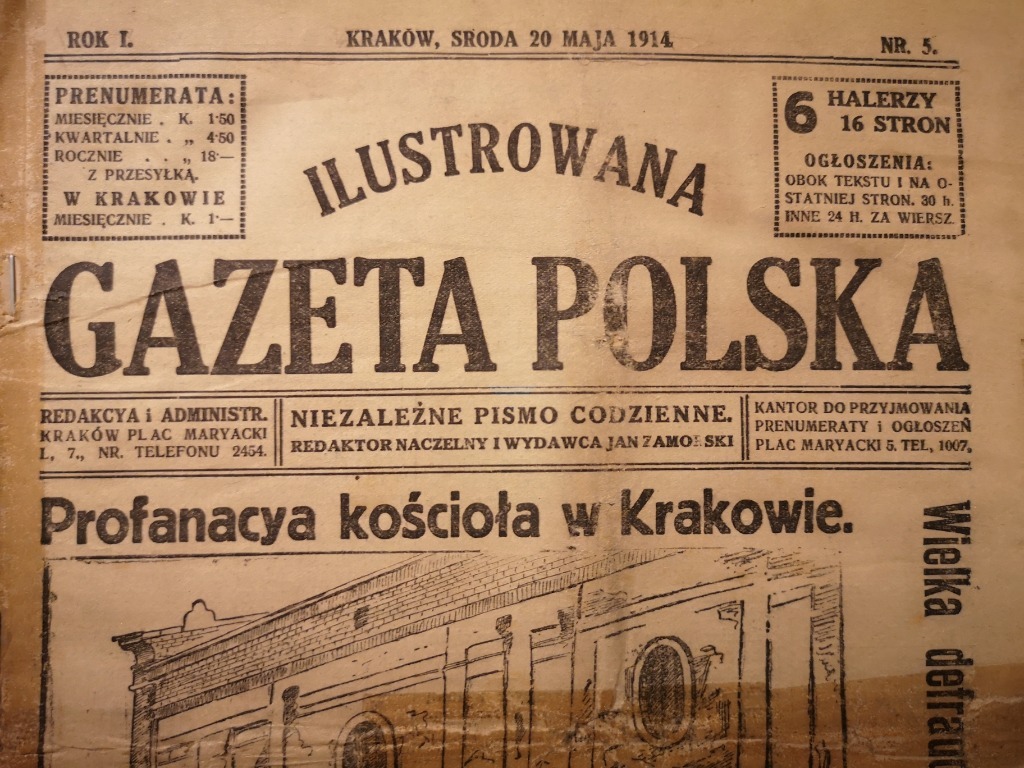 ROK I.
KRAKÓW, SRODA 20 MAJA 1914.
NR. 5.
PRENUMERATA:
MIESIĘCZNIE . K. 1·50
KWARTALNIE . „ 4·50
ROCZNIE . . „ 18·—
Z PRZESYŁKĄ.
W KRAKOWIE
MIESIĘCZNIE . K. 1·—
ILUSTROWANA
6 HALERZY
16 STRON
OGŁOSZENIA:
OBOK TEKSTU I NA O-
STATNIEJ STRON. 30 h.
INNE 24 H. ZA WIERSZ.
GAZETA POLSKA
REDAKCYA i ADMINISTR.
KRAKÓW PLAC MARYACKI
L, 7., NR. TELEFONU 2454.
NIEZALEŻNE PISMO CODZIENNE.
REDAKTOR NACZELNY I WYDAWCA JAN ZAMORSKI
KANTOR DO PRZYJMOWANIA
PRENUMERATY i OGŁOSZEŃ
PLAC MARYACKI 5. TEL, 1007.
Profanacya kościoła w Krakowie.
Wielka